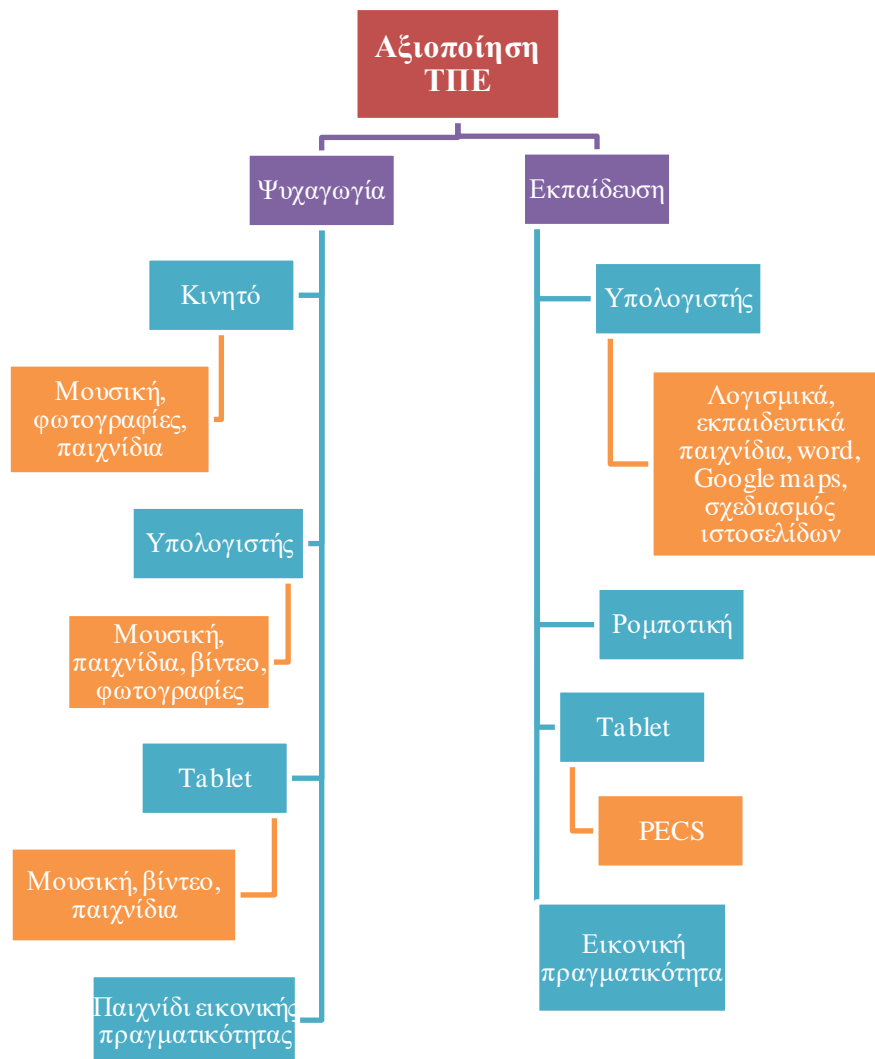 Αξιοποίηση
ΤΠΕ
Ψυχαγωγία
Κινητό
Μουσική,
φωτογραφίες,
παιχνίδια
Υπολογιστής
Μουσική,
παιχνίδια, βίντεο,
φωτογραφίες
Tablet
Μουσική, βίντεο,
παιχνίδια
Παιχνίδι εικονικής
πραγματικότητας
Εκπαίδευση
Υπολογιστής
Λογισμικά,
εκπαιδευτικά
παιχνίδια, word,
Google maps,
σχεδιασμός
ιστοσελίδων
Ρομποτική
Tablet
PECS
Εικονική
πραγματικότητα